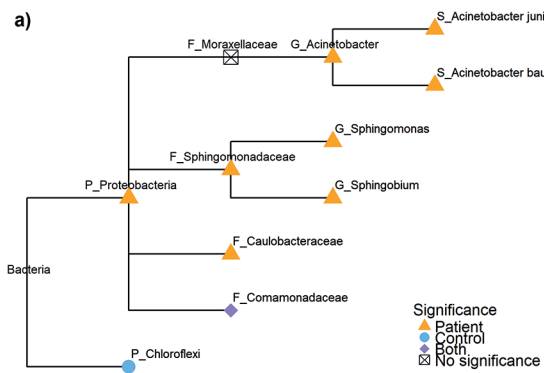 a)
S_Acinetobacter juni
F_Moraxellaceae
G_Acinetobacter
S_Acinetobacter bau
G_Sphingomonas
F_Sphingomonadaceae
P_Proteobacteria
G_Sphingobium
F_Caulobacteraceae
Bacteria
F_Comamonadaceae
P_Chloroflexi
Significance
Patient
Control
Both
No significance